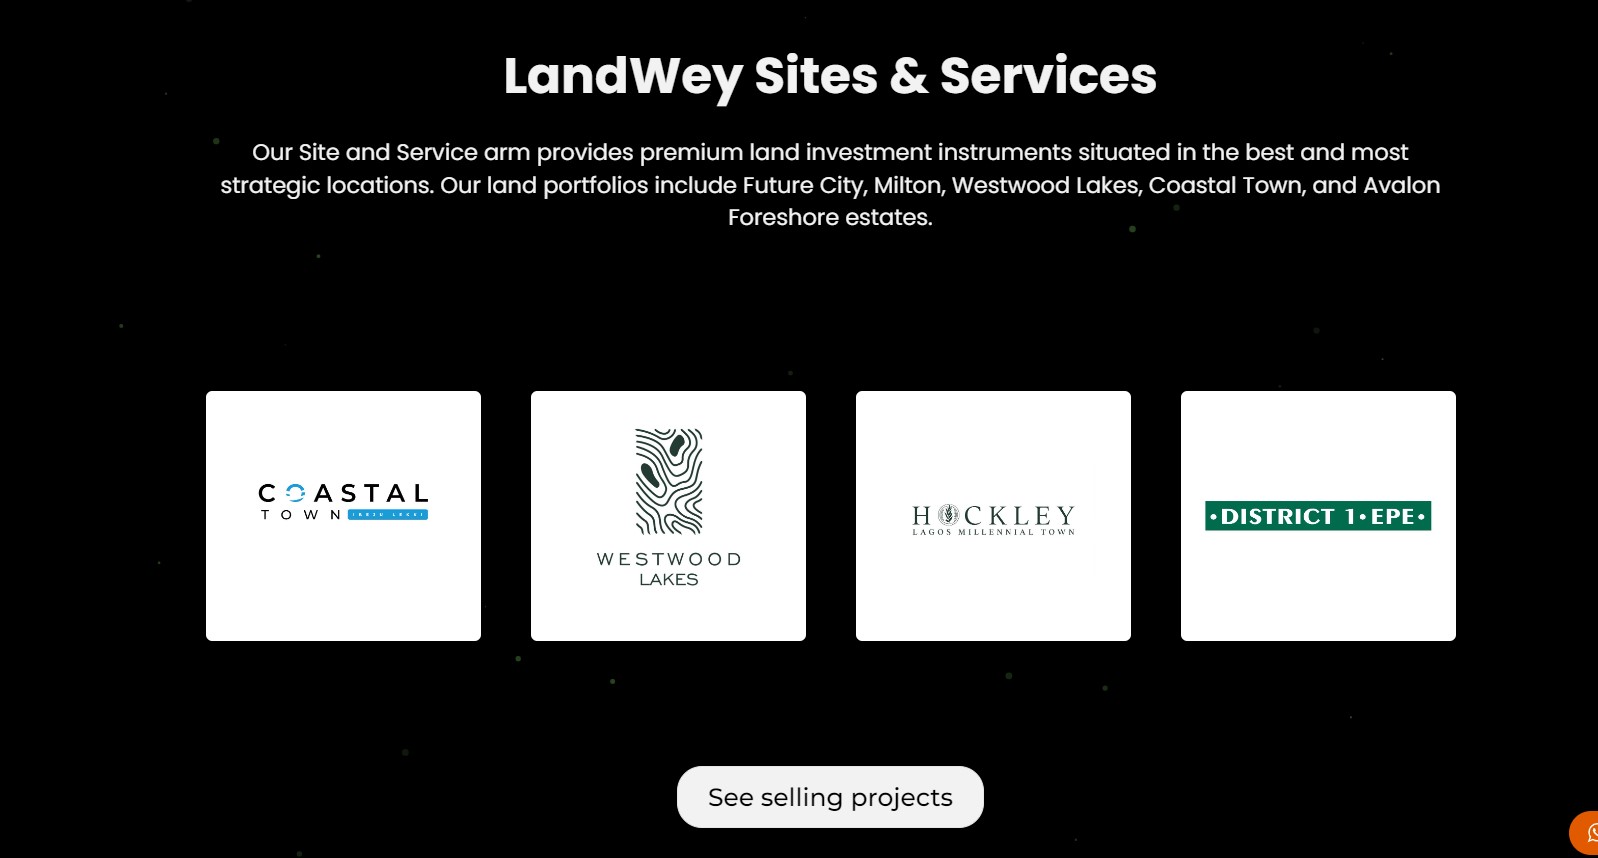 LandWey Sites & Services
Our Site and Service arm provides premium land investment instruments situated in the best and most
strategic locations. Our land portfolios include Future City, Milton, Westwood Lakes, Coastal Town, and Avalon
Foreshore estates.
COASTAL
TOWN IBEJU LEKKI
WESTWOOD
LAKES
HOCKLEY
LAGOS MILLENNIAL TOWN
•DISTRICT 1•EPE•
See selling projects